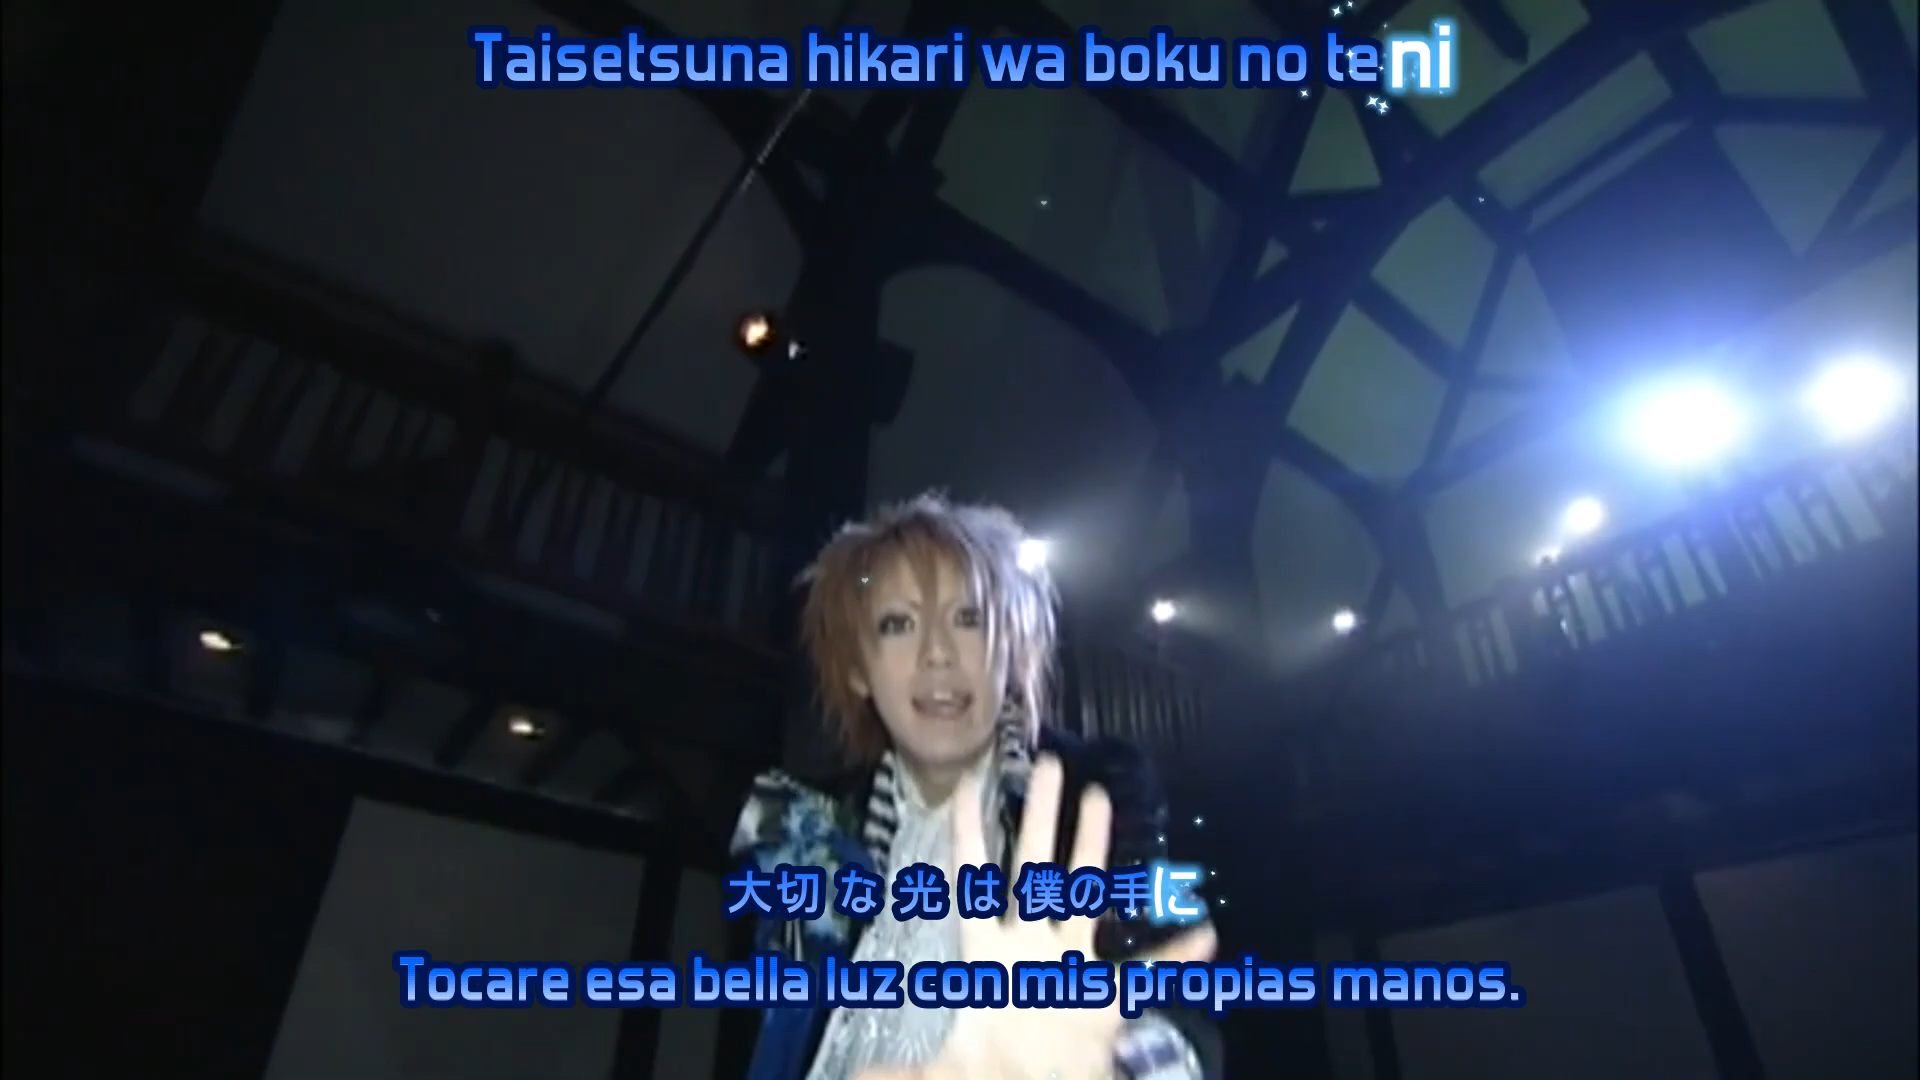 Taisetsuna hikari wa boku no te ni
大切 な 光 は 僕の手に
Tocare esa bella luz con mis propias manos.